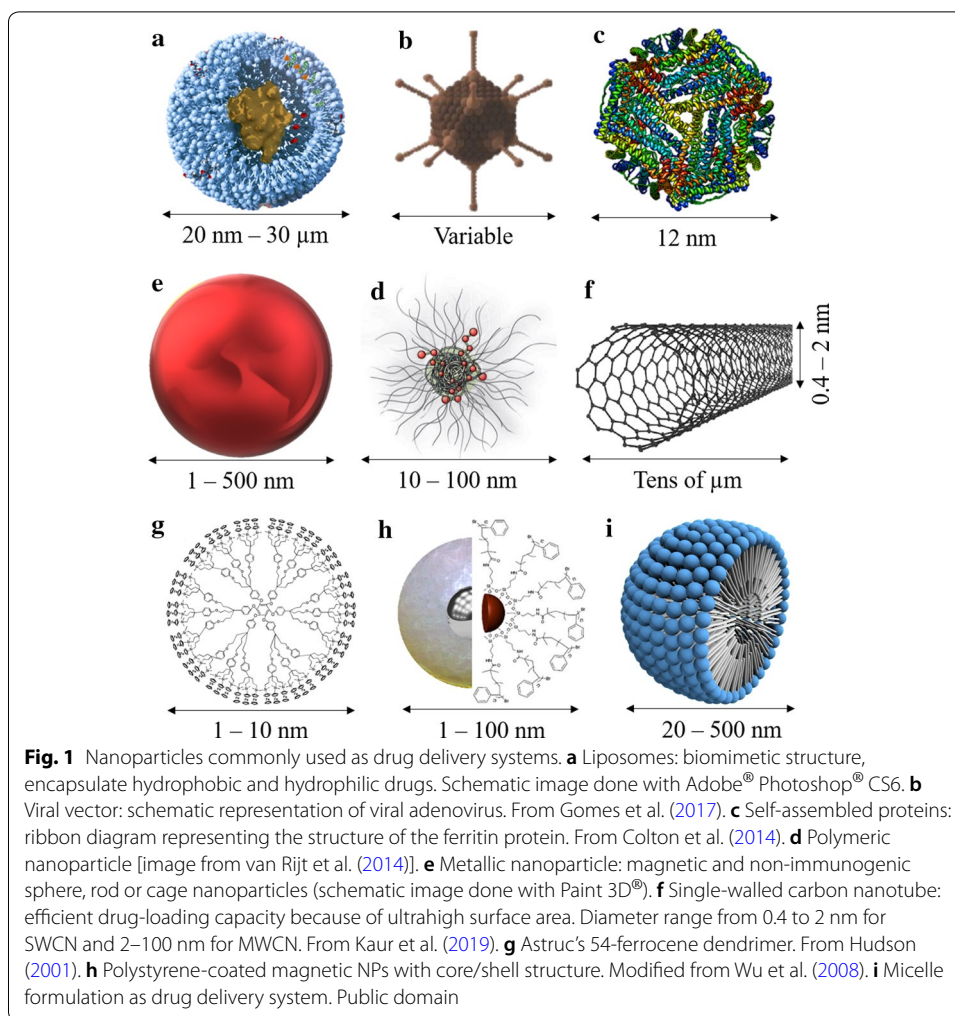 a
b
c
20 nm – 30 µm
Variable
12 nm
e
d
f
0.4 – 2 nm
1 – 500 nm
10 – 100 nm
Tens of µm
g
h
i
1 – 10 nm
1 – 100 nm
20 – 500 nm
Fig. 1 Nanoparticles commonly used as drug delivery systems. a Liposomes: biomimetic structure,
encapsulate hydrophobic and hydrophilic drugs. Schematic image done with Adobe® Photoshop® CS6. b
Viral vector: schematic representation of viral adenovirus. From Gomes et al. (2017). c Self-assembled proteins:
ribbon diagram representing the structure of the ferritin protein. From Colton et al. (2014). d Polymeric
nanoparticle [image from van Rijt et al. (2014)]. e Metallic nanoparticle: magnetic and non-immunogenic
sphere, rod or cage nanoparticles (schematic image done with Paint 3D®). f Single-walled carbon nanotube:
efficient drug-loading capacity because of ultrahigh surface area. Diameter range from 0.4 to 2 nm for
SWCN and 2–100 nm for MWCN. From Kaur et al. (2019). g Astruc's 54-ferrocene dendrimer. From Hudson
(2001). h Polystyrene-coated magnetic NPs with core/shell structure. Modified from Wu et al. (2008). i Micelle
formulation as drug delivery system. Public domain